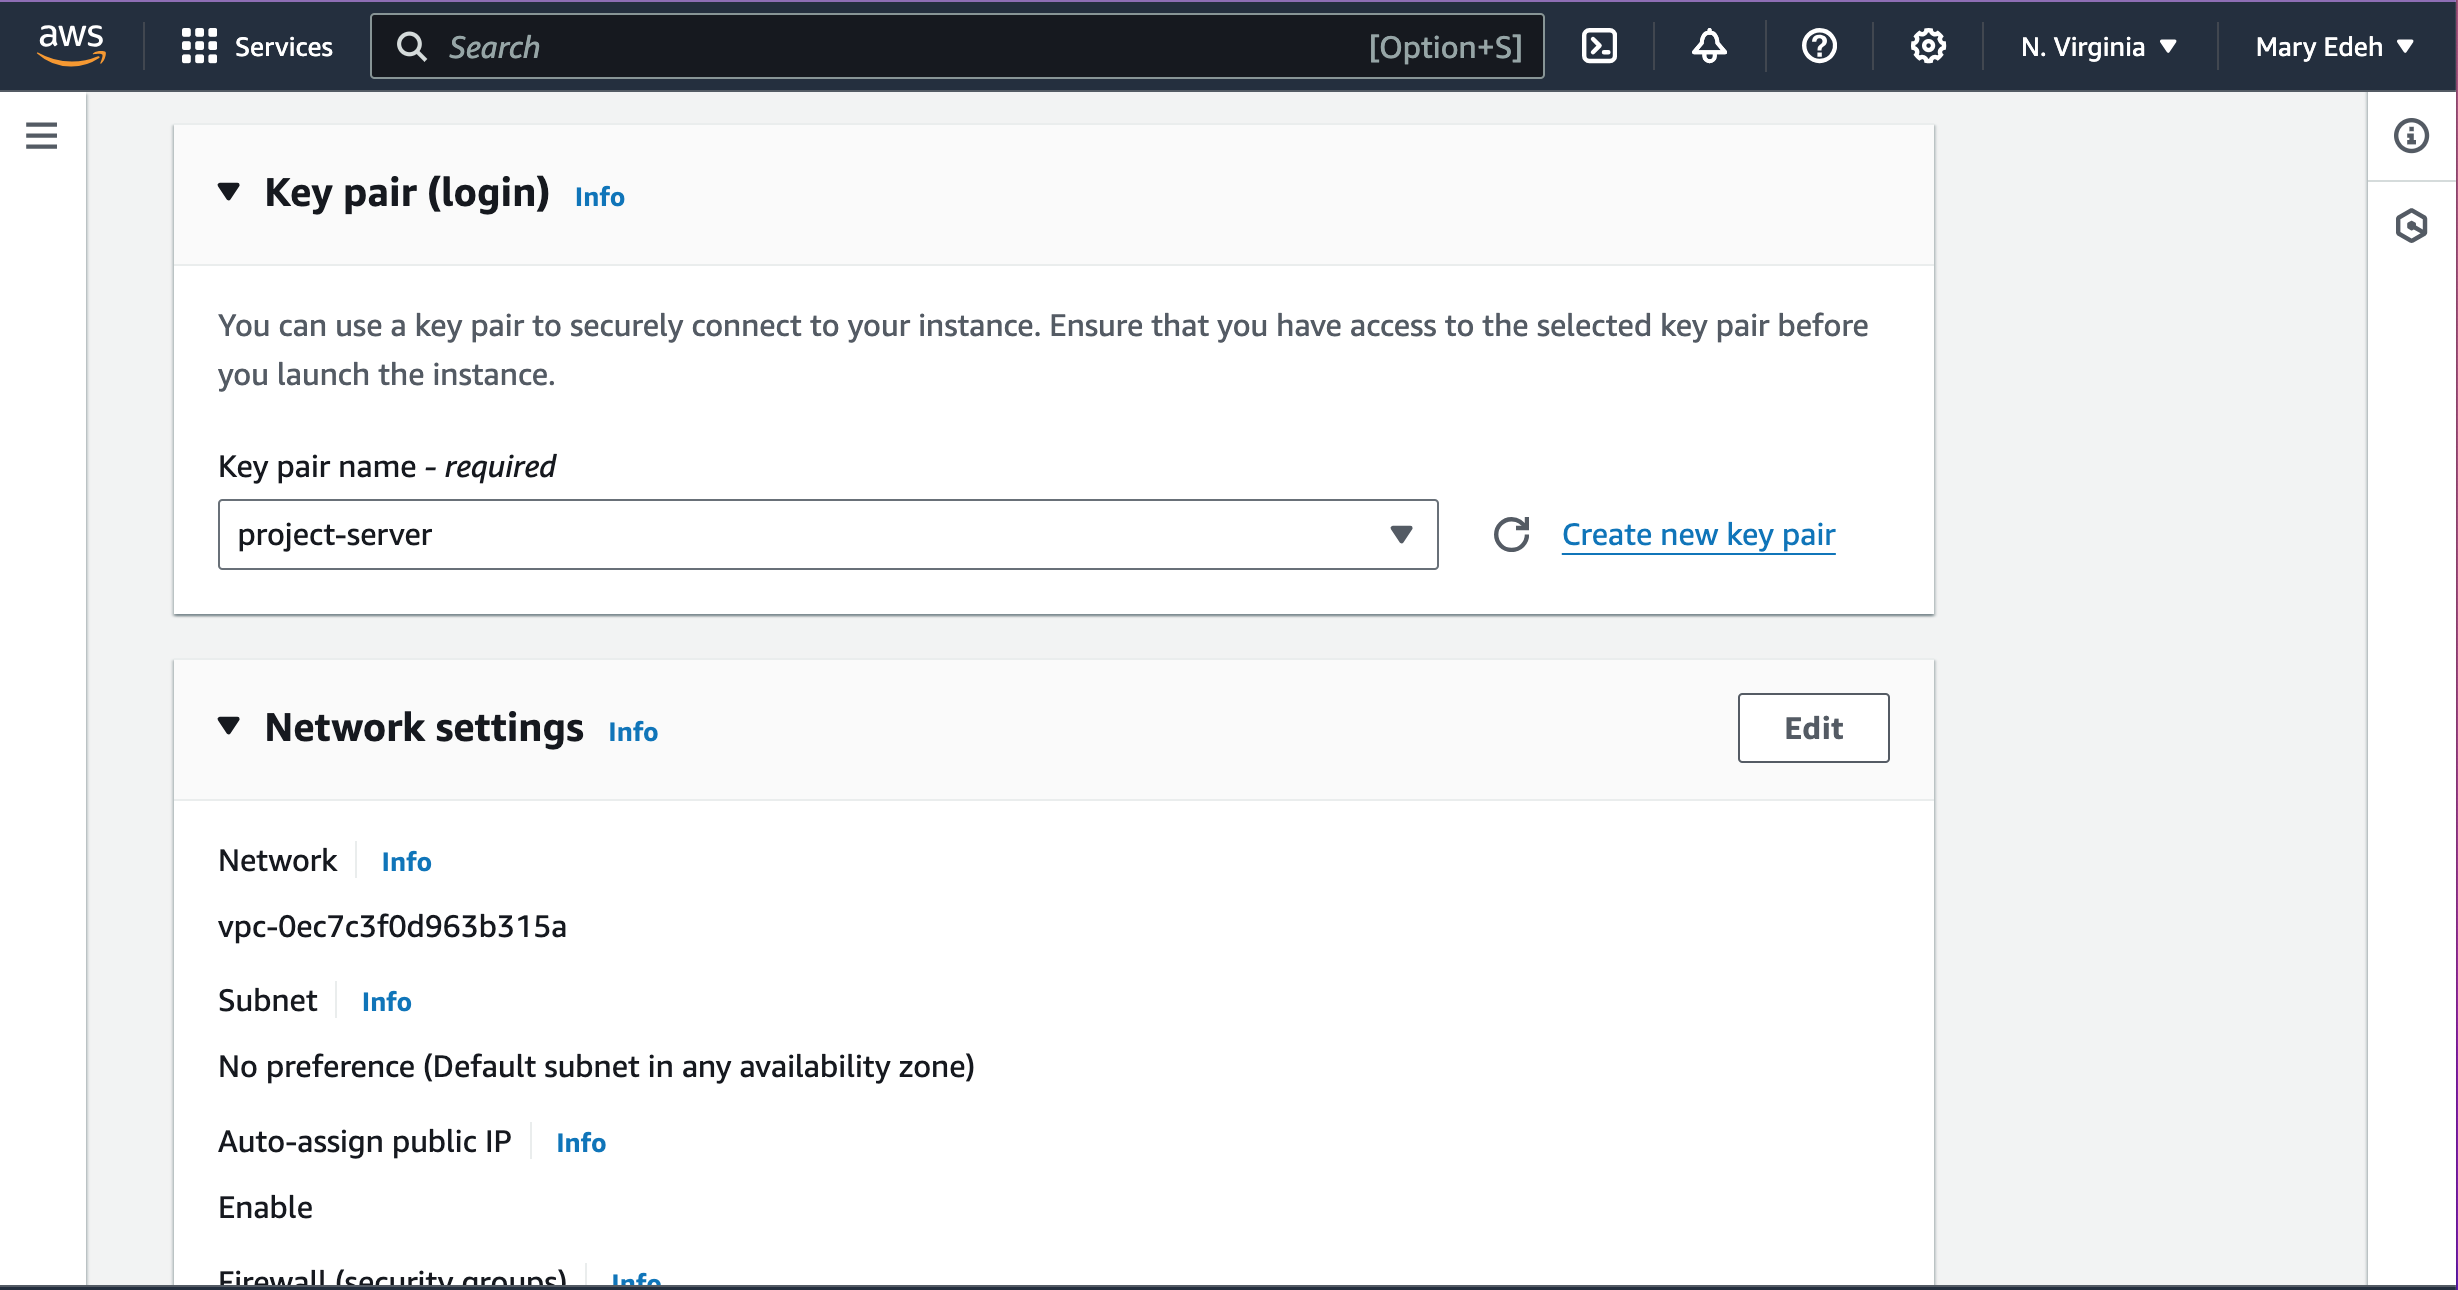 aws
Services
Search
[Option+S]
N. Virginia
Mary Edeh
Key pair (login)
Info
You can use a key pair to securely connect to your instance. Ensure that you have access to the selected key pair before
you launch the instance.
Key pair name - required
project-server
Create new key pair
Network settings
Info
Edit
Network
Info
vpc-0ec7c3f0d963b315a
Subnet
Info
No preference (Default subnet in any availability zone)
Auto-assign public IP
Info
Enable
Firewall (security groups)
Info